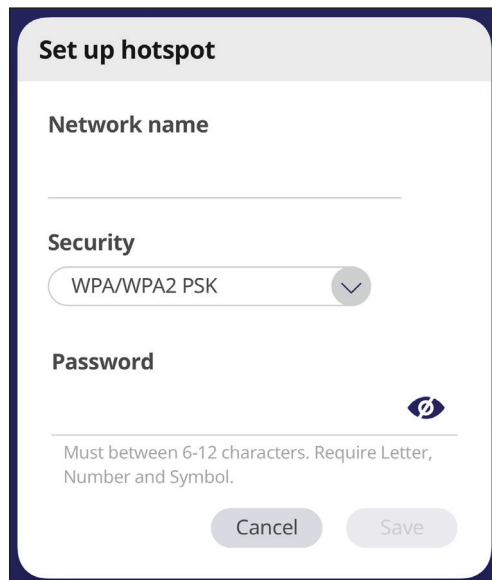 Set up hotspot
Network name
Security
WPA/WPA2 PSK
Password
Must between 6-12 characters. Require Letter,
Number and Symbol.
Cancel
Save